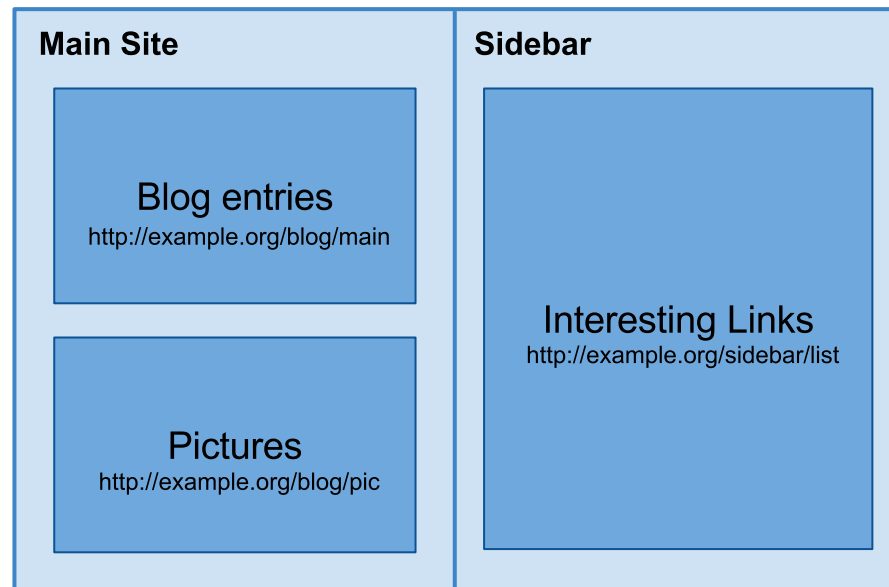 Main Site
Blog entries
http://example.org/blog/main
Pictures
http://example.org/blog/pic
Sidebar
Interesting Links
http://example.org/sidebar/list